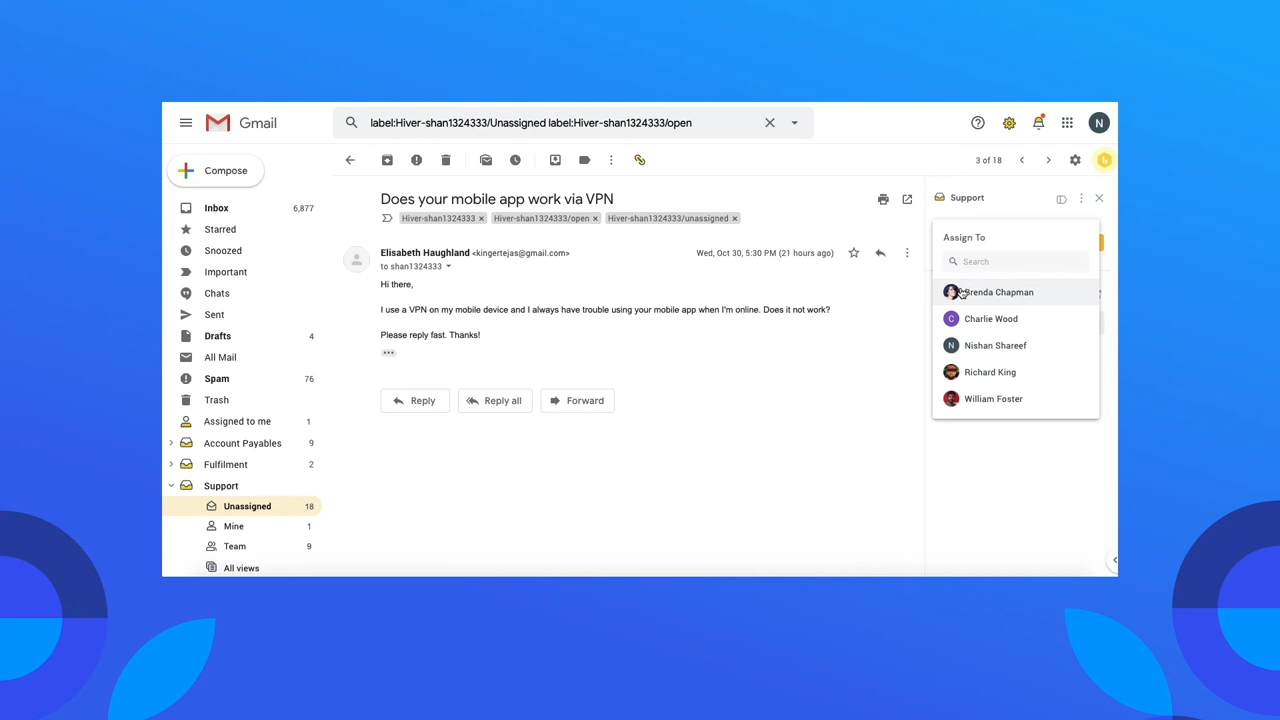 Gmail
label:Hiver-shan1324333/Unassigned label:Hiver-shan1324333/open
N
Compose
3 of 18
Inbox 6,877
Starred
Snoozed
Important
Chats
Sent
Drafts 4
All Mail
Spam 76
Trash
Assigned to me 1
Account Payables 9
Fulfilment 2
Support
Unassigned 18
Mine 1
Team 9
All views
Does your mobile app work via VPN
Hiver-shan1324333 × Hiver-shan1324333/open × Hiver-shan1324333/unassigned ×
Elisabeth Haughland <kingertejas@gmail.com> Wed, Oct 30, 5:30 PM (21 hours ago)
to shan1324333
Hi there,
I use a VPN on my mobile device and I always have trouble using your mobile app when I'm online. Does it not work?
Please reply fast. Thanks!
Reply Reply all Forward
Support
Assign To
Search
Brenda Chapman
C Charlie Wood
N Nishan Shareef
Richard King
William Foster